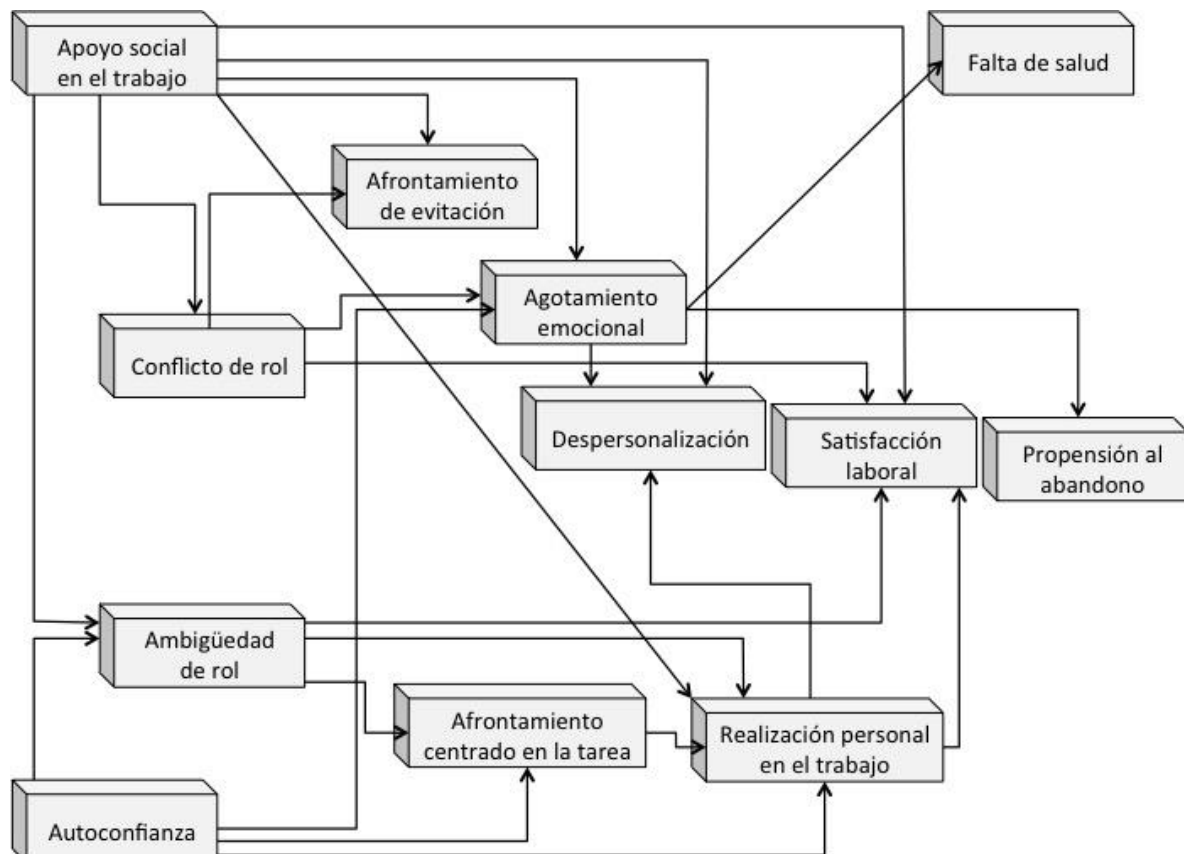 Apoyo social
en el trabajo
Falta de salud
Afrontamiento
de evitación
Agotamiento
emocional
Conflicto de rol
Despersonalización
Satisfacción
laboral
Propensión al
abandono
Ambigüedad
de rol
Afrontamiento
centrado en la tarea
Realización personal
en el trabajo
Autoconfianza